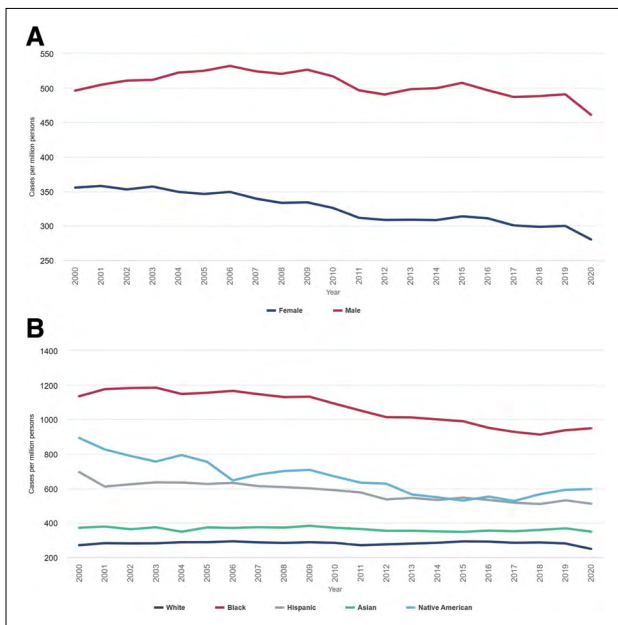 A
Cases per million persons
550
500
450
400
350
300
250
2000 2001 2002 2003 2004 2005 2006 2007 2008 2009 2010 2011 2012 2013 2014 2015 2016 2017 2018 2019 2020
Year
Female Male
B
Cases per million persons
1400
1200
1000
800
600
400
200
2000 2001 2002 2003 2004 2005 2006 2007 2008 2009 2010 2011 2012 2013 2014 2015 2016 2017 2018 2019 2020
Year
White Black Hispanic Asian Native American